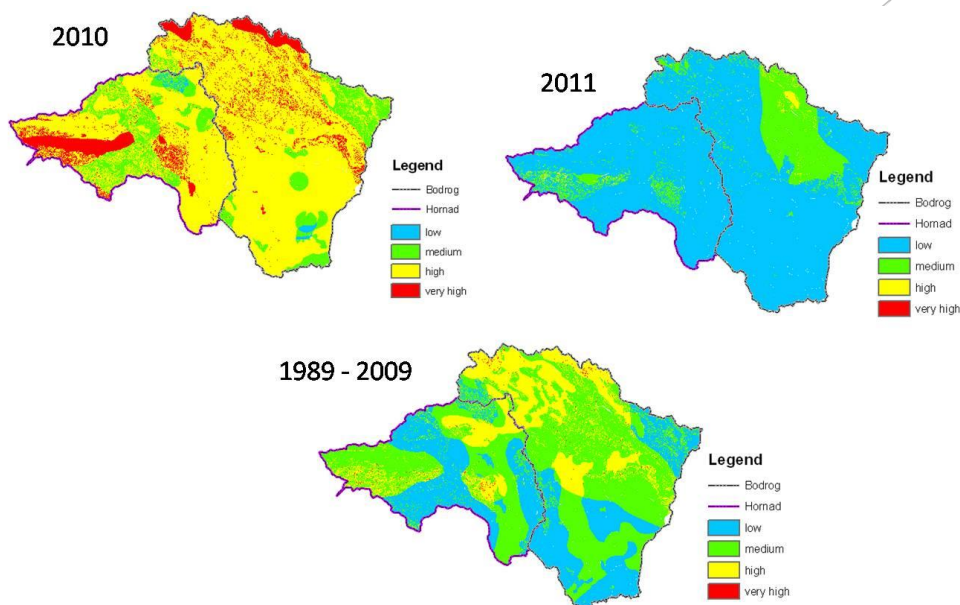 2010
Legend
Bodrog
Hornad
low
medium
high
very high
2011
Legend
Bodrog
Hornad
low
medium
high
very high
1989 - 2009
Legend
Bodrog
Hornad
low
medium
high
very high